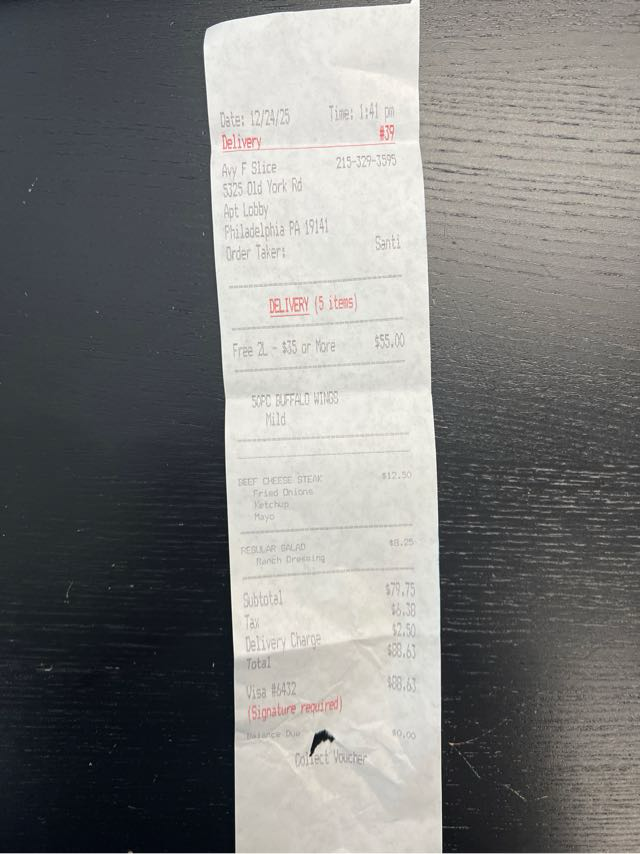 Date: 12/24/25 Time: 1:41 pm
Delivery #39
Avy F Slice 215-329-3595
5325 Old York Rd
Apt Lobby
Philadelphia PA 19141
Order Taker: Santi
DELIVERY (5 items)
Free 2L - $35 or More $55.00
50PC BUFFALO WINGS
Mild
BEEF CHEESE STEAK $12.50
Fried Onions
Ketchup
Mayo
REGULAR SALAD $8.25
Ranch Dressing
Subtotal $79.75
Tax $6.38
Delivery Charge $2.50
Total $88.63
Visa #6432 $88.63
(Signature required)
Balance Due $0.00
Collect Voucher